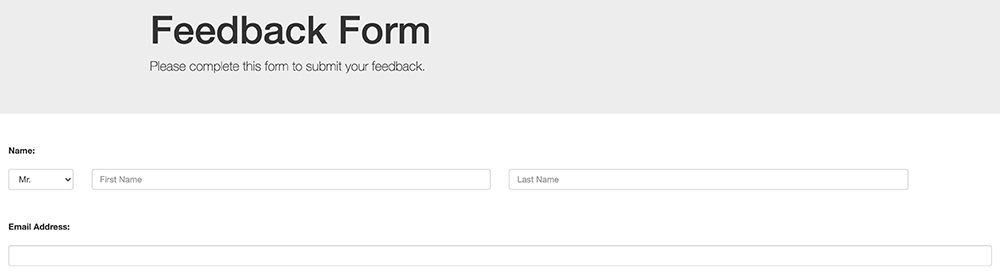 Feedback Form
Please complete this form to submit your feedback.
Name:
Mr. First Name Last Name
Email Address: